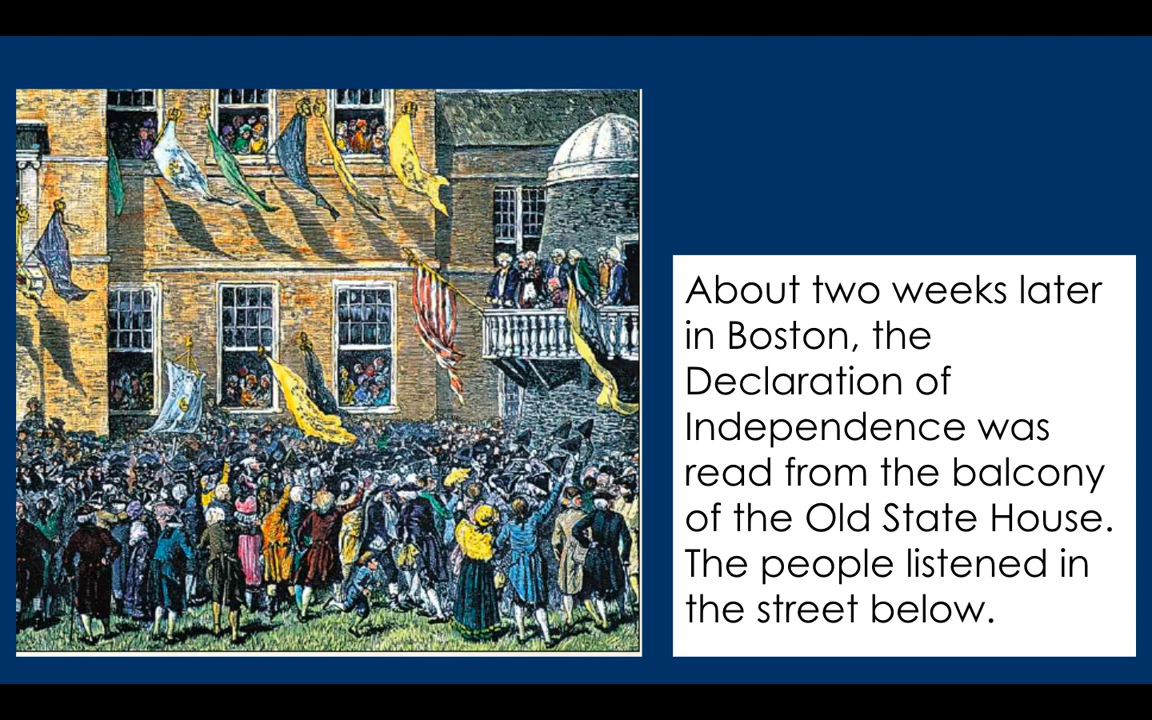 About two weeks later
in Boston, the
Declaration of
Independence was
read from the balcony
of the Old State House.
The people listened in
the street below.